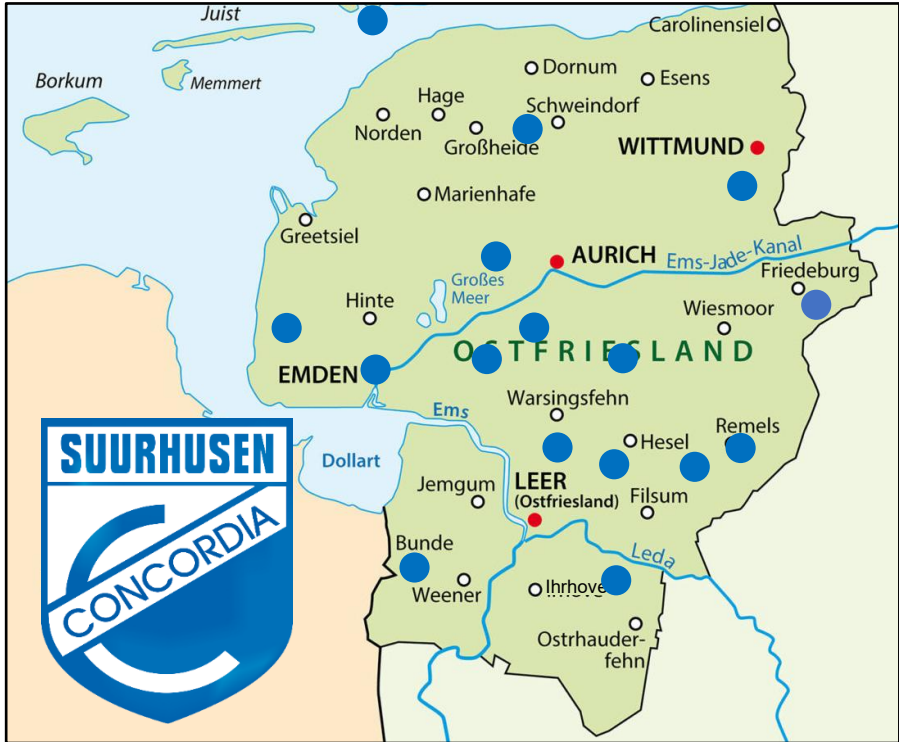 Juist
Carolinensiel
Borkum
Memmert
Dornum
Esens
Hage
Schweindorf
Norden
Großheide
WITTMUND
Marienhafe
Greetsiel
AURICH
Ems-Jade-Kanal
Friedeburg
Großes
Meer
Hinte
Wiesmoor
OSTFRIESLAND
EMDEN
Warsingsfehn
Ems
Remels
Hesel
SUURHUSEN
Dollart
LEER
(Ostfriesland)
Jemgum
Filsum
CONCORDIA
Bunde
Leda
Weener
Ihrhove
Ostrhauder-
fehn